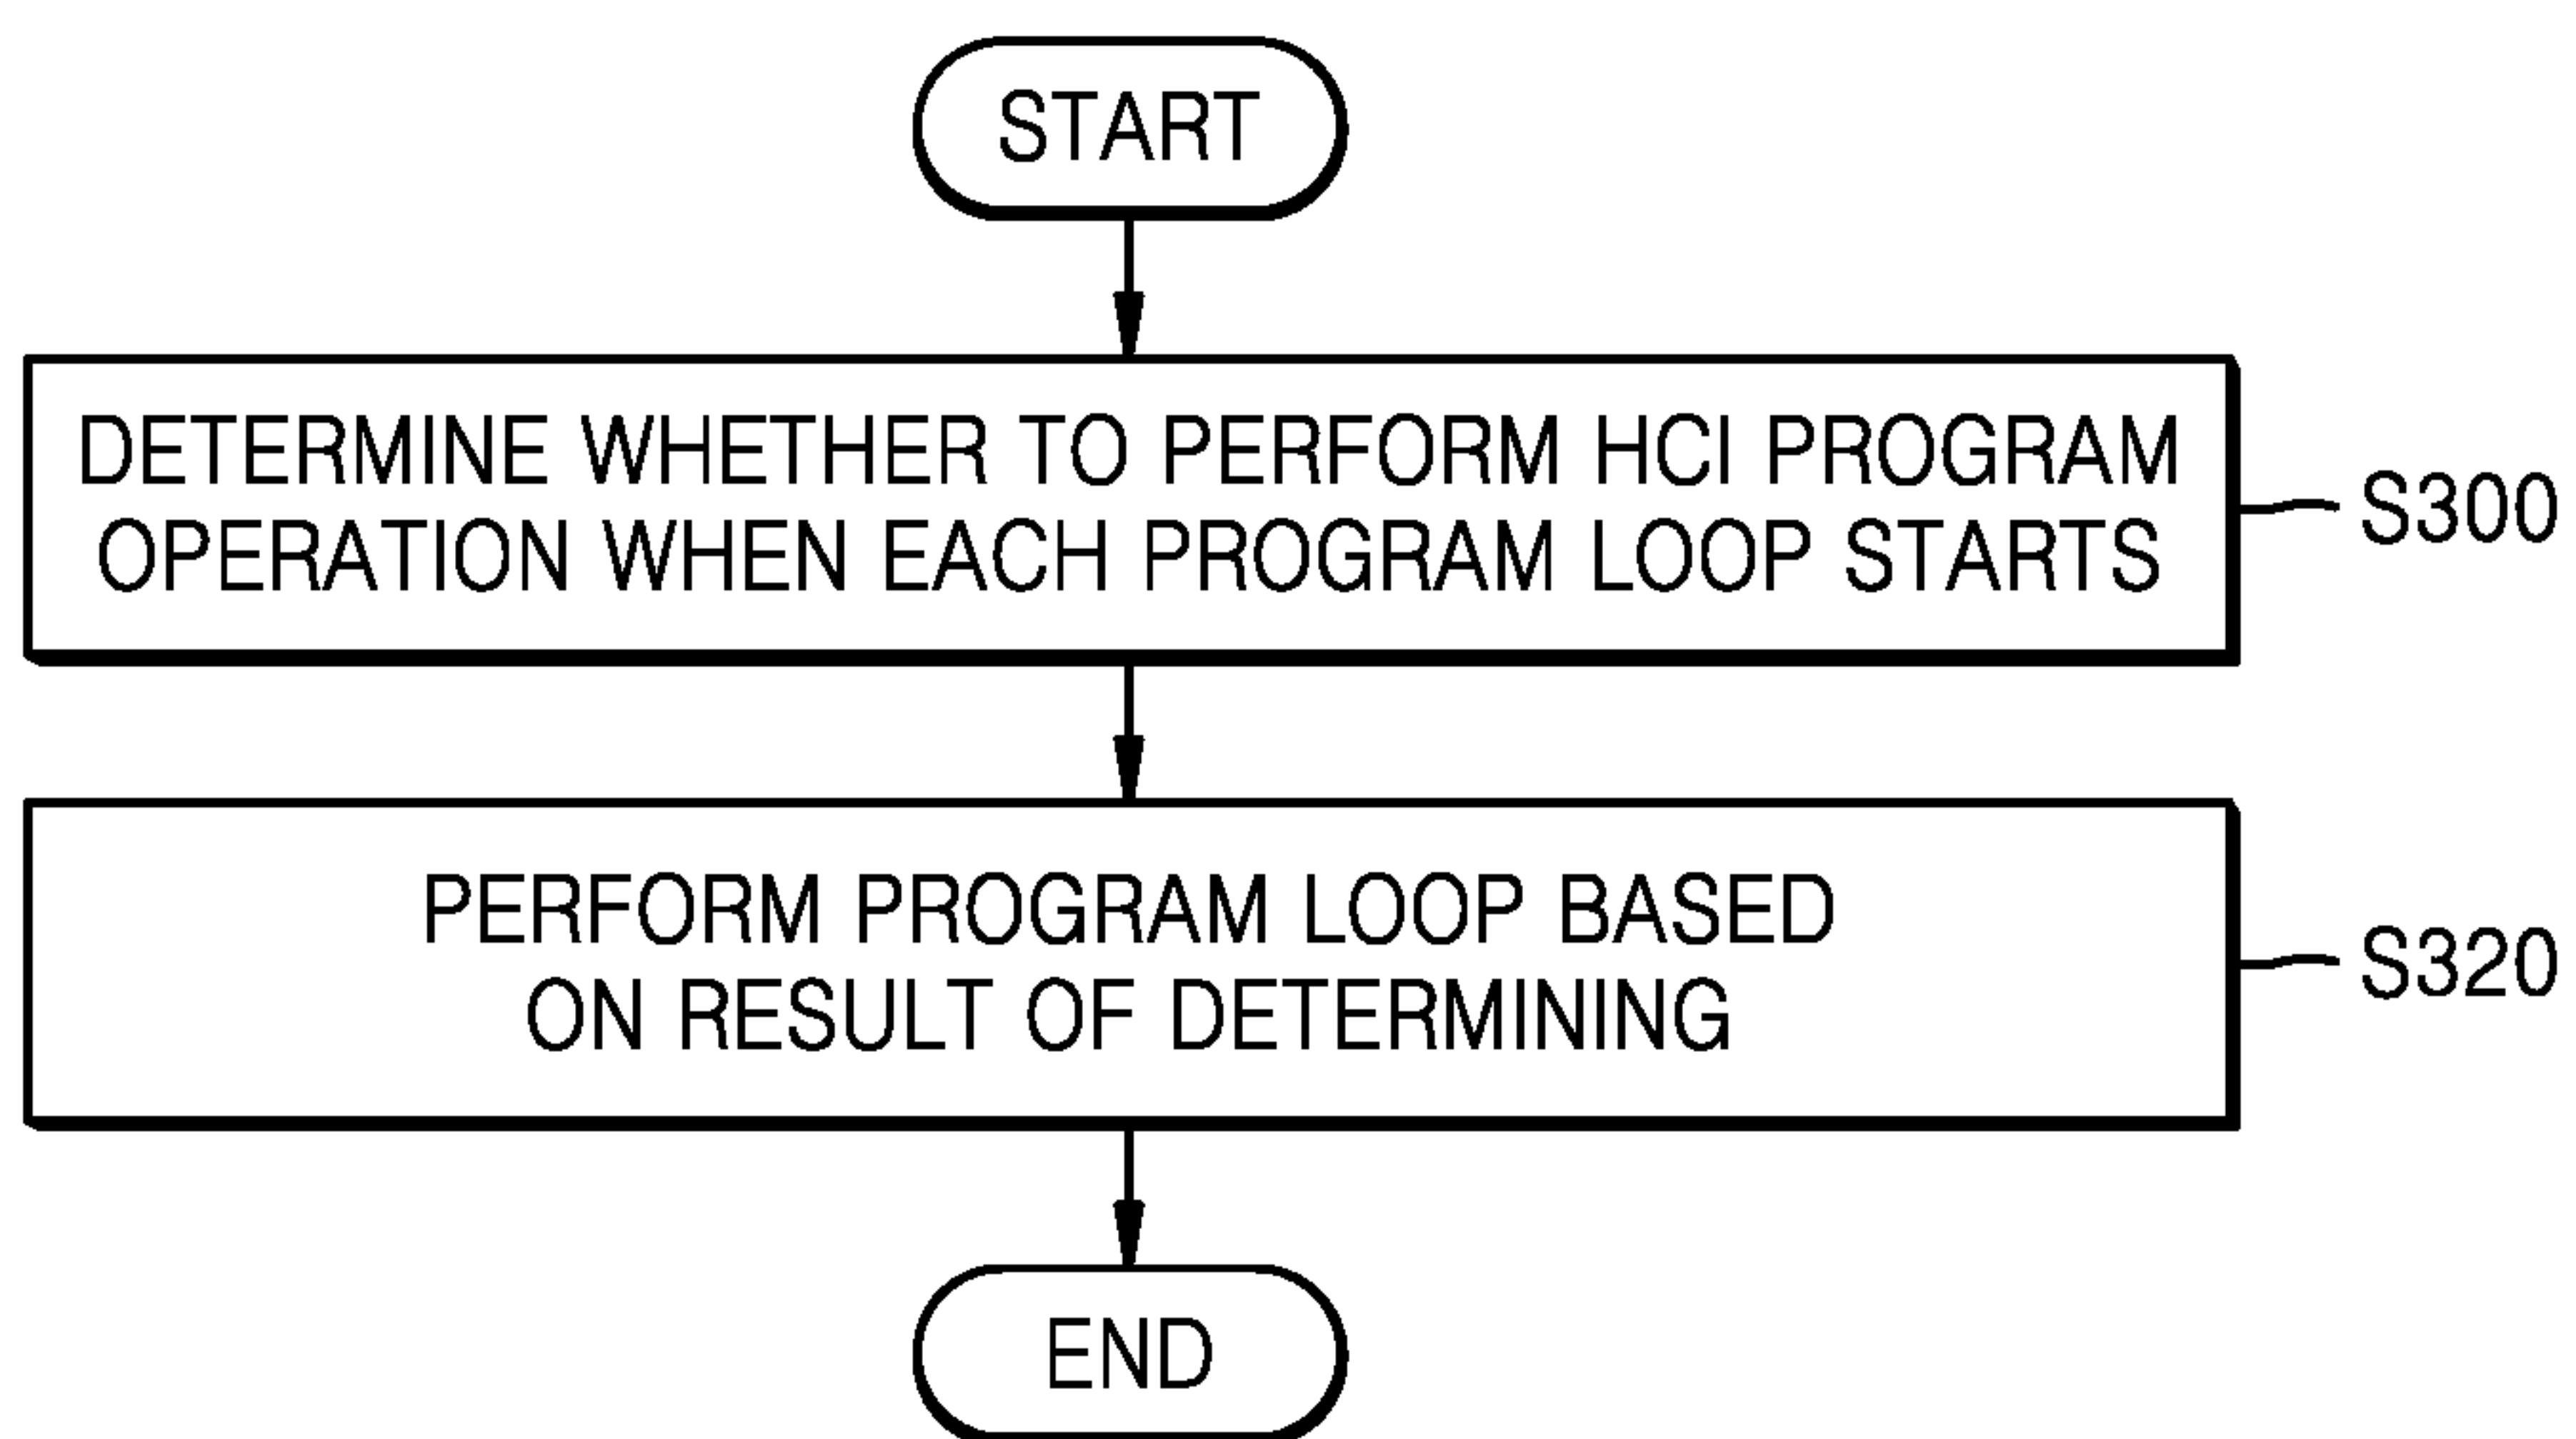 START
DETERMINE WHETHER TO PERFORM HCI PROGRAM
OPERATION WHEN EACH PROGRAM LOOP STARTS
S300
PERFORM PROGRAM LOOP BASED
ON RESULT OF DETERMINING
S320
END